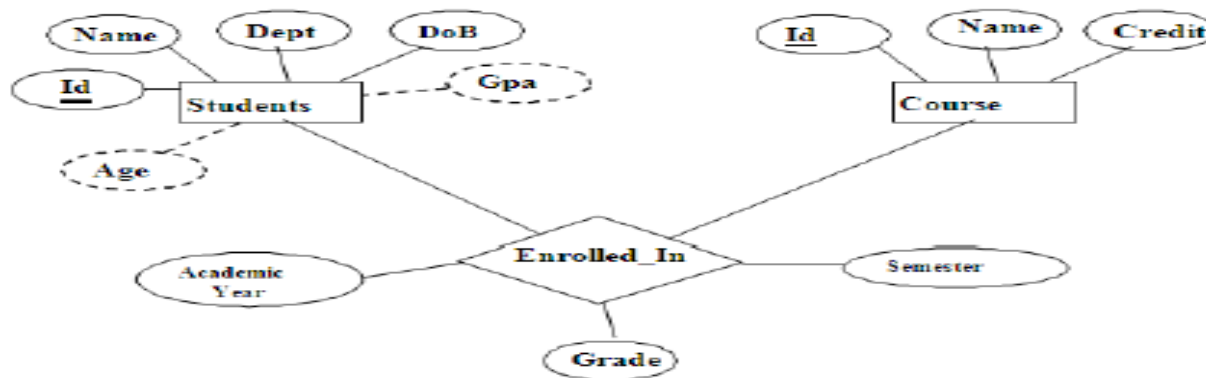 Name
Dept
DoB
Id
Name
Credit
Id
Gpa
Students
Course
Age
Enrolled_In
Academic
Year
Semester
Grade